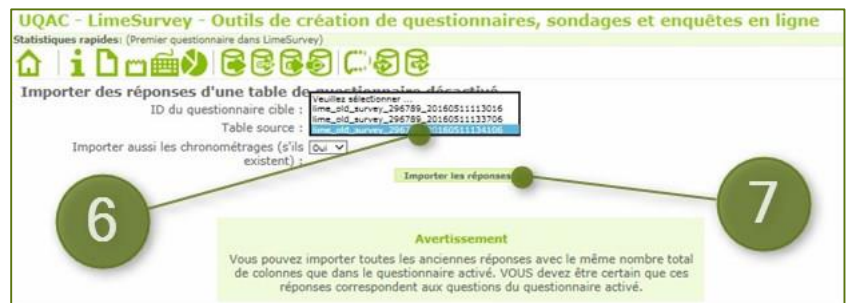 UQAC - LimeSurvey - Outils de création de questionnaires, sondages et enquêtes en ligne
Statistiques rapides: (Premier questionnaire dans LimeSurvey)
Importer des réponses d'une table de questionnaire désactivé
Veuillez sélectionner ...
ID du questionnaire cible : lime_old_survey_296789_20160511113016
lime_old_survey_296789_20160511133706
Table source : lime_old_survey_296789_20160511134106
Importer aussi les chronométrages (s'ils existent) : Oui
Importer les réponses
6
7
Avertissement
Vous pouvez importer toutes les anciennes réponses avec le même nombre total
de colonnes que dans le questionnaire activé. VOUS devez être certain que ces
réponses correspondent aux questions du questionnaire activé.